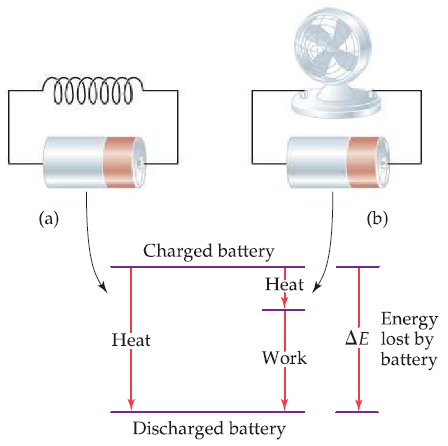 (a)
(b)
Charged battery
Heat
Heat
Work
ΔE
Energy
lost by
battery
Discharged battery